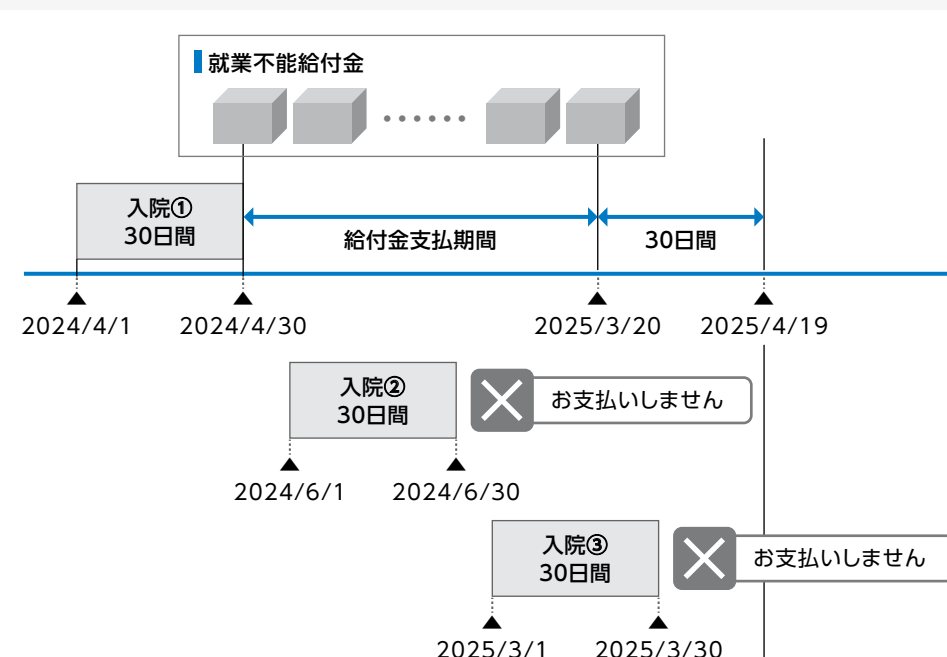 就業不能給付金
入院①
30日間
給付金支払期間
30日間
2024/4/1
2024/4/30
2025/3/20
2025/4/19
入院②
30日間
お支払いしません
2024/6/1
2024/6/30
入院③
30日間
お支払いしません
2025/3/1
2025/3/30